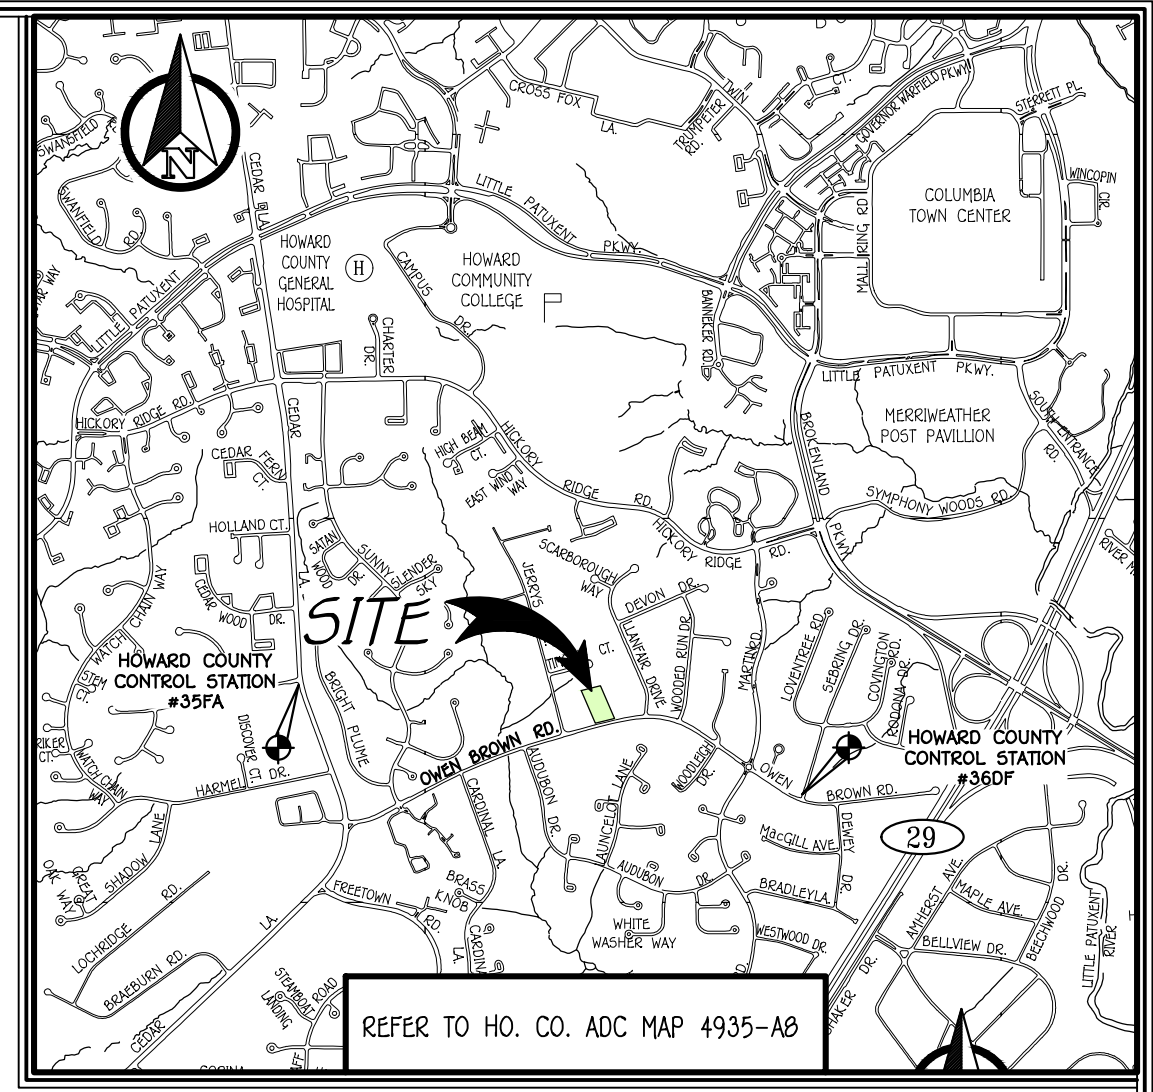 SWANSFIELD
SWANFIELD
RD.
N
CEDAR
LA.
CROSS FOX
LA.
TWIN
TRUMPETER
RD.
CT.
GOVERNOR WARFIELD PKWY.
STERRETT PL
WINCOPIN
CIR.
COLUMBIA
TOWN CENTER
MALL RING RD
LITTLE
PATUXENT
PKWY.
HOWARD
COUNTY
GENERAL
HOSPITAL
H
CAMPUS
DR.
HOWARD
COMMUNITY
COLLEGE
BANNEKER RD.
LITTLE PATUXENT
CHARTER
DR.
LITTLE PATUXENT PKWY.
MERRIWEATHER
POST PAVILLION
SOUTH ENTRANCE
RD.
BROKENLAND
PKWY.
HICKORY RIDGE RD.
CEDAR
LA.
CEDAR FERN
CT.
HIGH BEAM
CT.
EAST WIND
WAY
HICKORY
RIDGE
RD.
SYMPHONY WOODS RD.
HICKORY
RIDGE
RD.
HOLLAND CT.
SATAN
WOOD
DR.
SUNNY
SLENDER
SKY
JERRYS
SCARBOROUGH
WAY
DEVON DR.
LANFAIR DRIVE
WOODED RUN DR.
MARTIN RD.
CEDAR
WOOD
DR.
SITE
CT.
WATCH CHAIN WAY
STEM
CT.
HOWARD COUNTY
CONTROL STATION
#35FA
BRIGHT PLUME
LOVENTREE RD
SEBRING DR.
COVINGTON
RD.
RODONA DR.
HOWARD COUNTY
CONTROL STATION
#36DF
RIKER
CT.
WATCH CHAIN
WAY
DISCOVER
CT.
HARMEL
DR.
OWEN BROWN RD.
AUDUBON
DR.
CARDINAL LA.
LAUNCELOT LANE
WOODLEIGH
DR.
OWEN
BROWN RD.
29
MacGILL AVE.
DEWEY
DR.
GREAT
OAK WAY
SHADOW LANE
LOCHRIDGE
RD.
BRAEBURN RD.
FREETOWN
RD.
BRASS
KNOB
CARDINA
LA.
AUDUBON
DR.
WHITE
WASHER WAY
BRADLEY LA.
WESTWOOD DR.
AMHERST AVE.
MAPLE AVE.
BELLVIEW DR.
BEECHWOOD
DR.
LITTLE PATUXENT
RIVER
CEDAR
LA.
STEAMBOAT
LANDING
ROAD
SHAKER
DR.
REFER TO HO. CO. ADC MAP 4935-A8